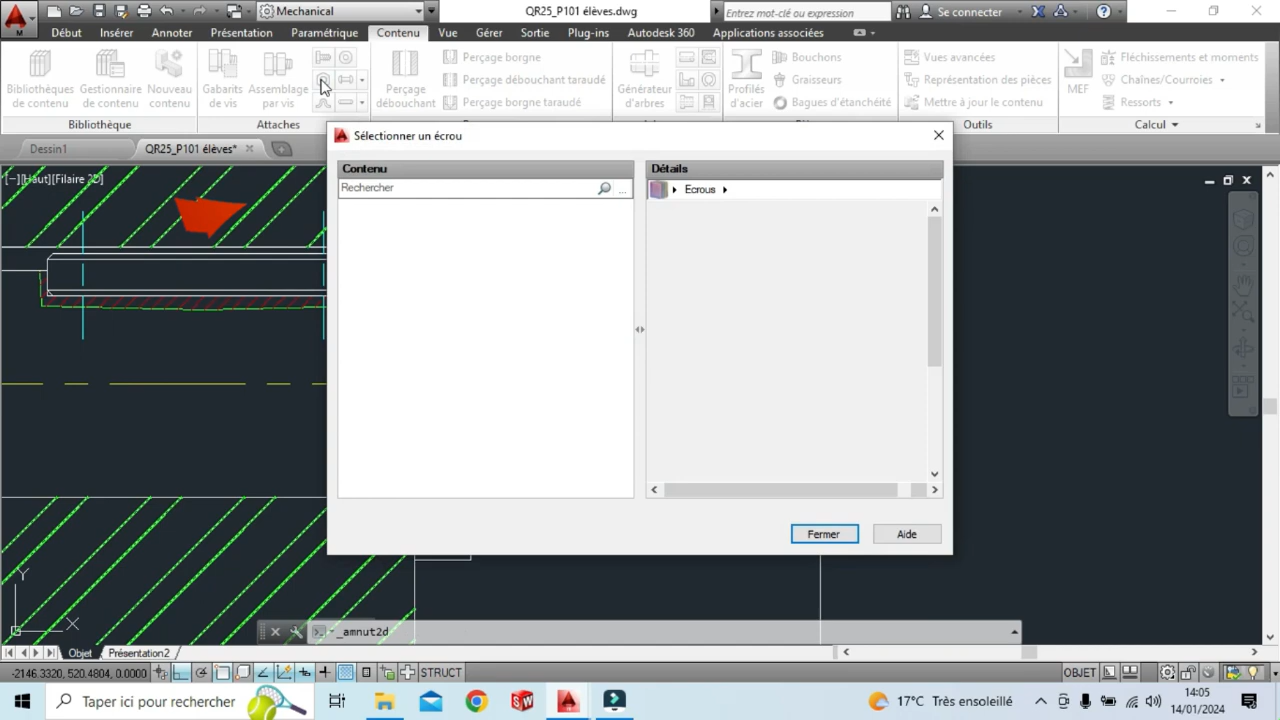 Mechanical
QR25_P101 élèves.dwg
Entrez mot-clé ou expression
Se connecter
M
Début Insérer Annoter Présentation Paramétrique Contenu Vue Gérer Sortie Plug-ins Autodesk 360 Applications associées
Bibliothèques de contenu
Gestionnaire de contenu
Nouveau contenu
Gabarits de vis
Assemblage par vis
Perçage débouchant
Perçage borgne
Perçage débouchant taraudé
Perçage borgne taraudé
Générateur d'arbres
Profilés d'acier
Bouchons
Graisseurs
Bagues d'étanchéité
Vues avancées
Représentation des pièces
Mettre à jour le contenu
MEF
Fléchissements et moments
Chaînes/Courroies
Ressorts
Bibliothèque
Attaches
Outils
Calcul
Dessin1
QR25_P101 élèves*
[−][Haut][Filaire 2D]
Sélectionner un écrou
Contenu
Détails
Rechercher
...
Ecrous
Fermer
Aide
Y
X
_amnut2d
Objet
Présentation2
-2146.3320, 520.4804, 0.0000
STRUCT
OBJET
Taper ici pour rechercher
17°C Très ensoleillé
14:05
14/01/2024